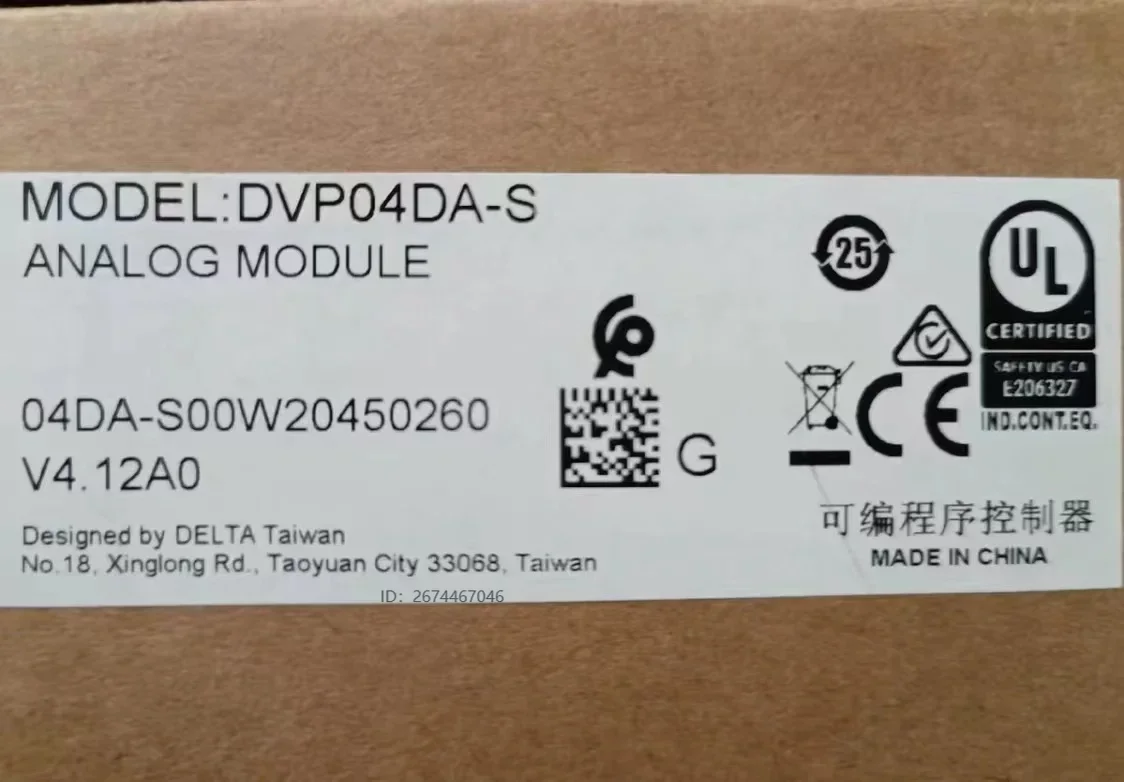 MODEL:DVP04DA-S
ANALOG MODULE
25
UL
CERTIFIED
SAFETY US CA
E206327
IND.CONT.EQ.
CE
04DA-S00W20450260
G
V4.12A0
可编程序控制器
MADE IN CHINA
Designed by DELTA Taiwan
No.18, Xinglong Rd., Taoyuan City 33068, Taiwan
ID: 2674467046